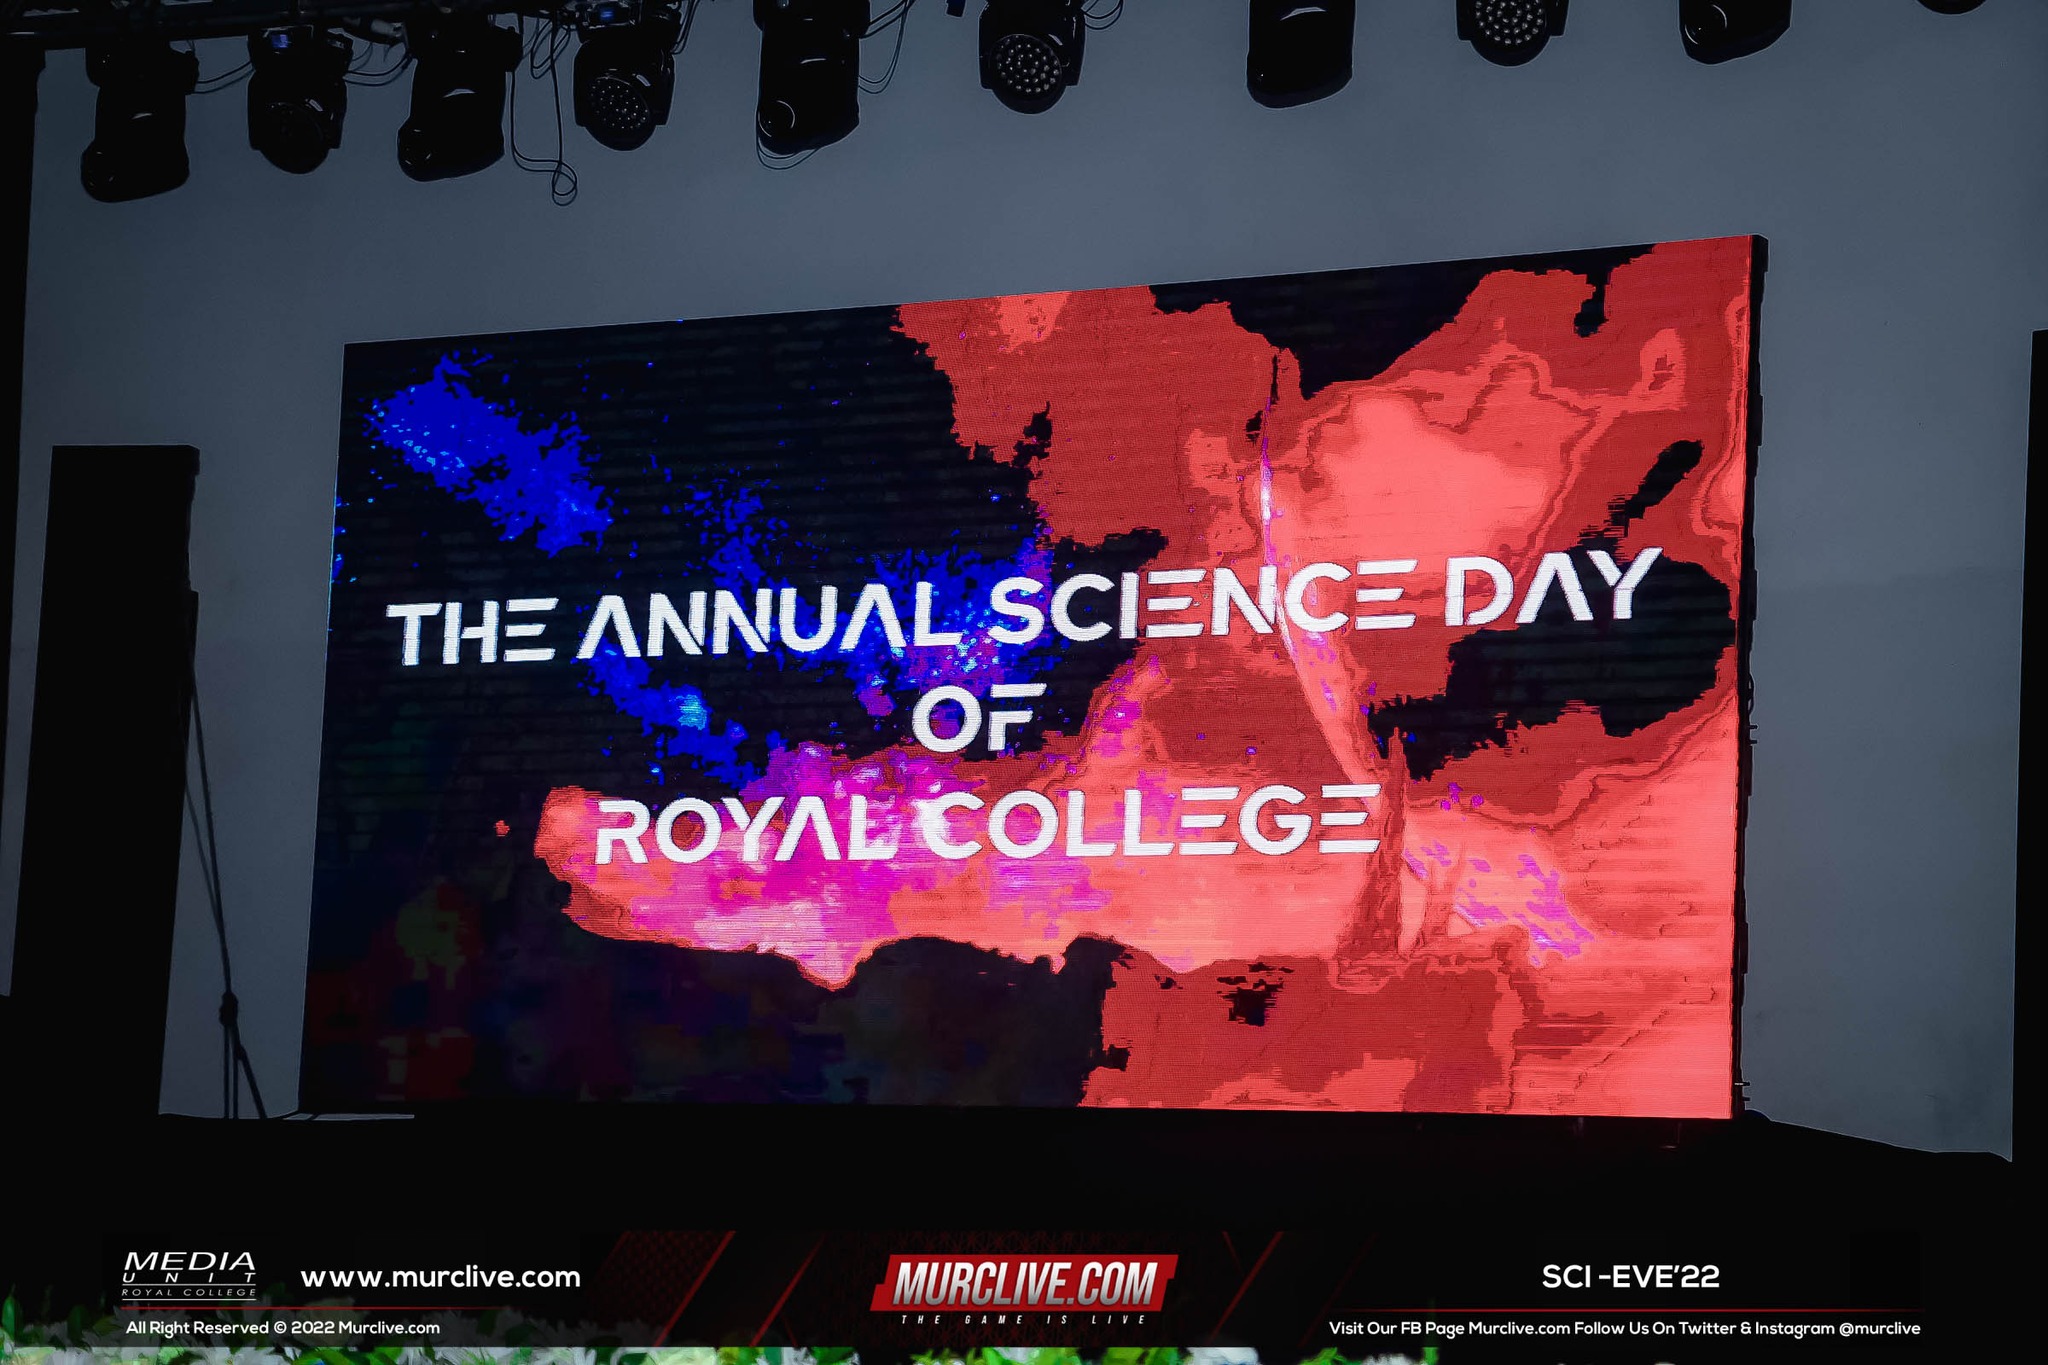 THE ANNUAL SCIENCE DAY
OF
ROYAL COLLEGE
MEDIA
UNIT
ROYAL COLLEGE
www.murclive.com
All Right Reserved © 2022 Murclive.com
MURCLIVE.COM
THE GAME IS LIVE
SCI -EVE'22
Visit Our FB Page Murclive.com Follow Us On Twitter & Instagram @murclive